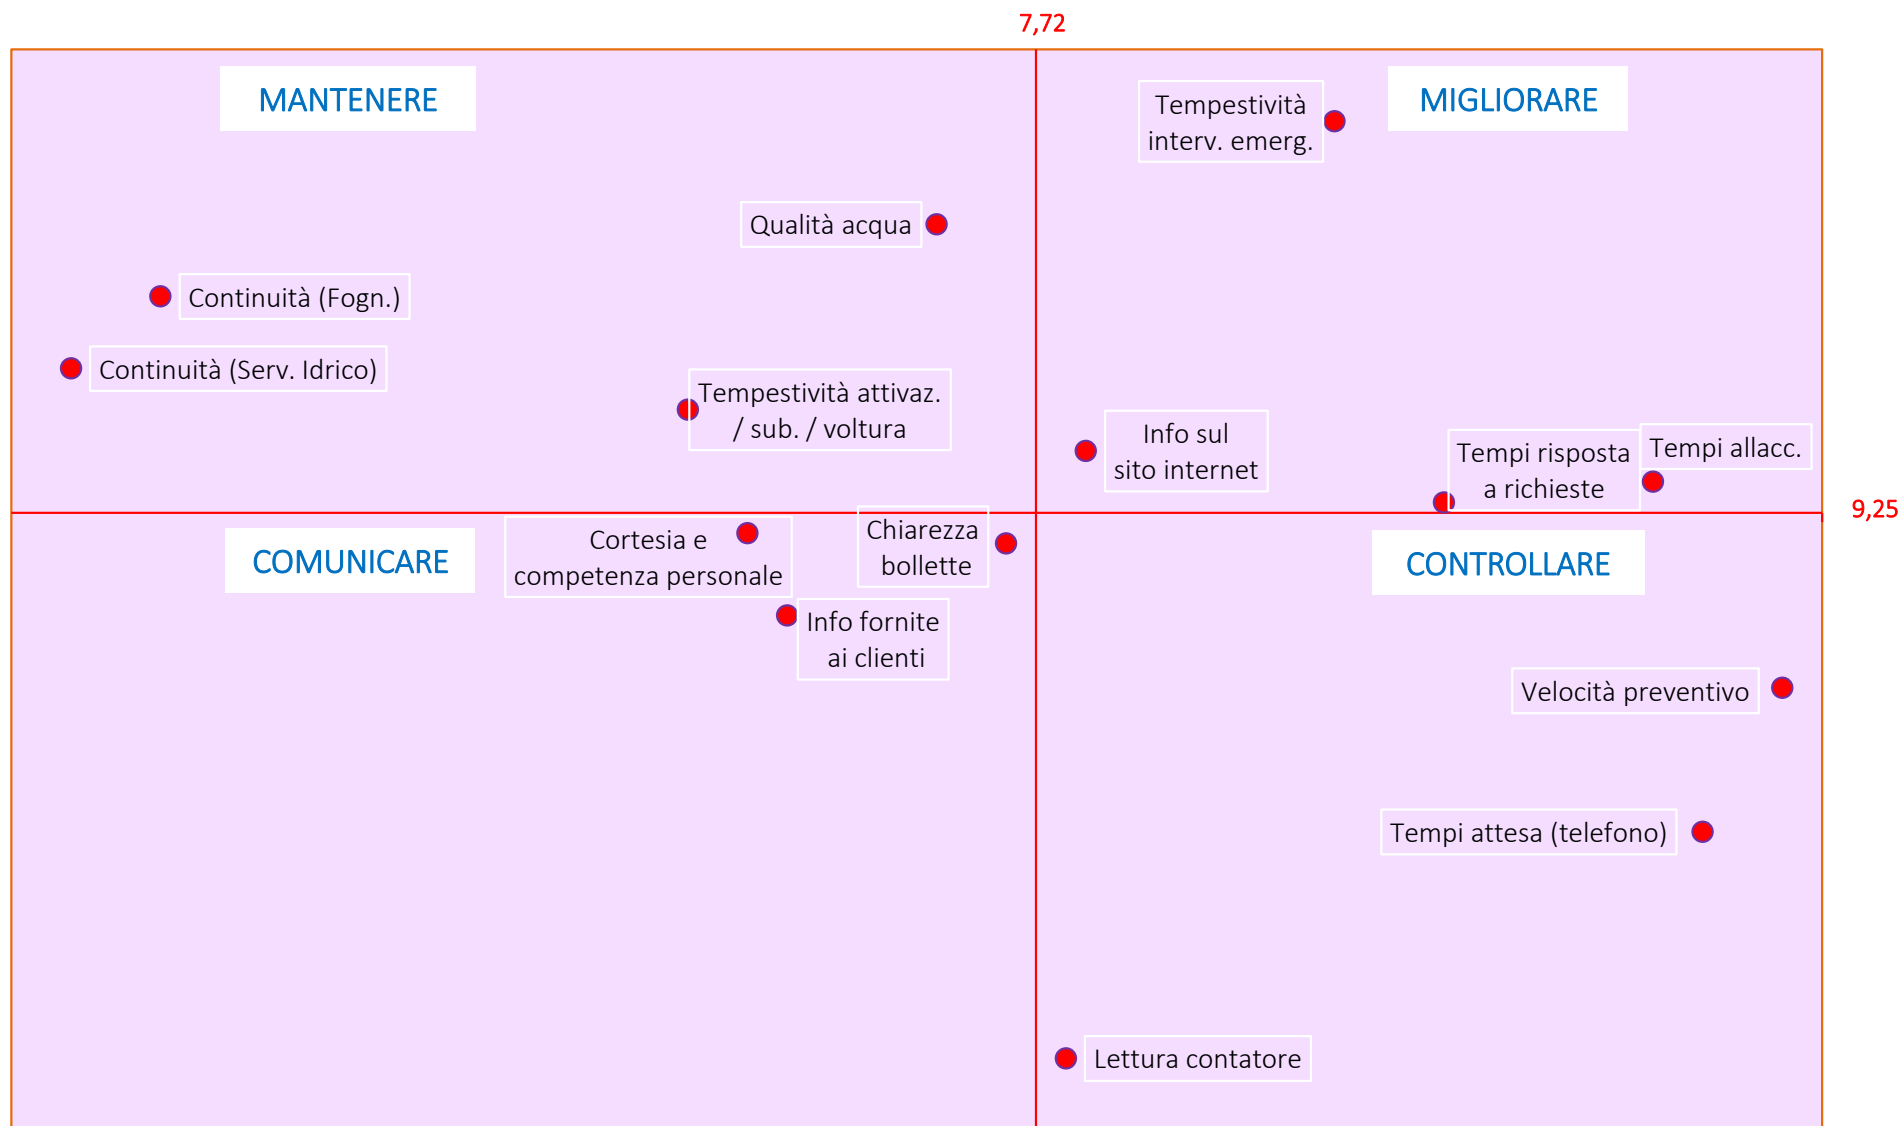 7,72
MANTENERE
MIGLIORARE
Tempestività
interv. emerg.
Qualità acqua
Continuità (Fogn.)
Continuità (Serv. Idrico)
Tempestività attivaz.
/ sub. / voltura
Info sul
sito internet
Tempi risposta
a richieste
Tempi allacc.
9,25
COMUNICARE
Cortesia e
competenza personale
Chiarezza
bollette
CONTROLLARE
Info fornite
ai clienti
Velocità preventivo
Tempi attesa (telefono)
Lettura contatore